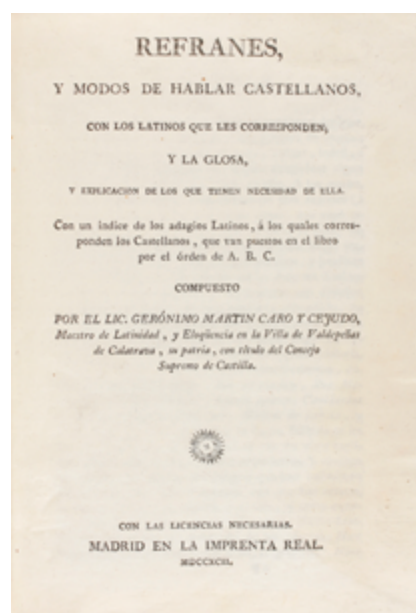 REFRANES,
Y MODOS DE HABLAR CASTELLANOS,
CON LOS LATINOS QUE LES CORRESPONDEN,
Y LA GLOSA,
Y EXPLICACION DE LOS QUE TIENEN NECESIDAD DE ELLA.
Con un índice de los adagios Latinos, á los quales corres-
ponden los Castellanos, que van puestos en el libro
por el órden de A. B. C.
COMPUESTO
POR EL LIC. GERÓNIMO MARTIN CARO Y CEJUDO,
Maestro de Latinidad, y Eloqüencia en la Villa de Valdepeñas
de Calatrava, su patria, con título del Consejo
Supremo de Castilla.
CON LAS LICENCIAS NECESARIAS.
MADRID EN LA IMPRENTA REAL.
MDCCXCII.